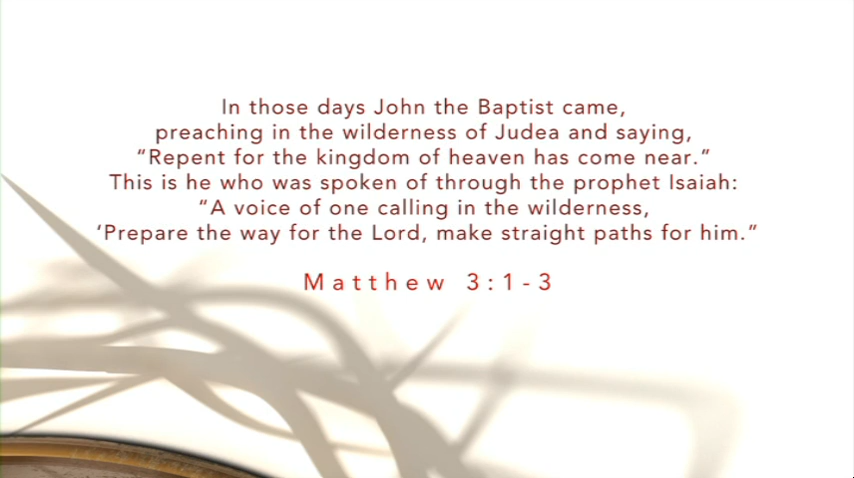 In those days John the Baptist came,
preaching in the wilderness of Judea and saying,
“Repent for the kingdom of heaven has come near.”
This is he who was spoken of through the prophet Isaiah:
“A voice of one calling in the wilderness,
‘Prepare the way for the Lord, make straight paths for him.”
Matthew 3:1-3